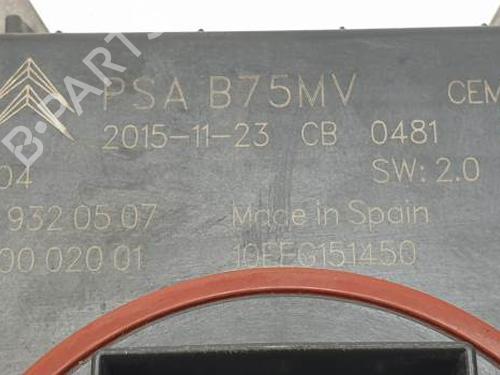 B-PARTS
PSA B75MV CEM
2015-11-23 CB 0481
04 SW: 2.0
932 05 07 Made in Spain
00 020 01